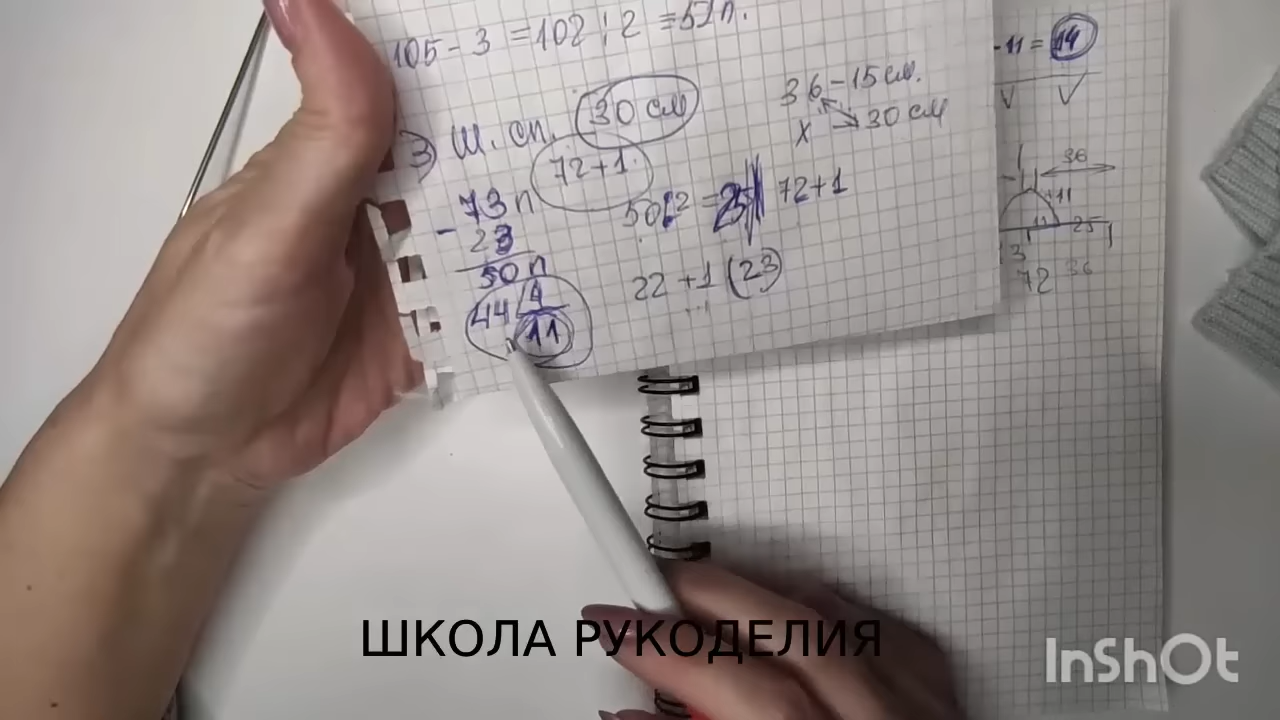 105 - 3 = 102 : 2 = 51 п.
3) Ш. сп. 30 см
36 - 15 см.
x → 30 см
72 + 1
- 73 п
23
50 п
50 : 2 = 72 + 1
22 + 1 (23)
44 4
11
- 11 = 14
36
+11
11 25
3
72 36
ШКОЛА РУКОДЕЛИЯ
InShOt